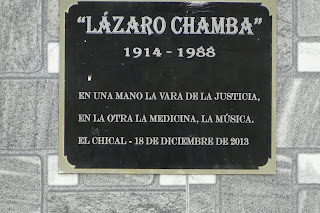 "LÁZARO CHAMBA"
1914 - 1988
EN UNA MANO LA VARA DE LA JUSTICIA,
EN LA OTRA LA MEDICINA, LA MÚSICA.
EL CHICAL - 18 DE DICIEMBRE DE 2013